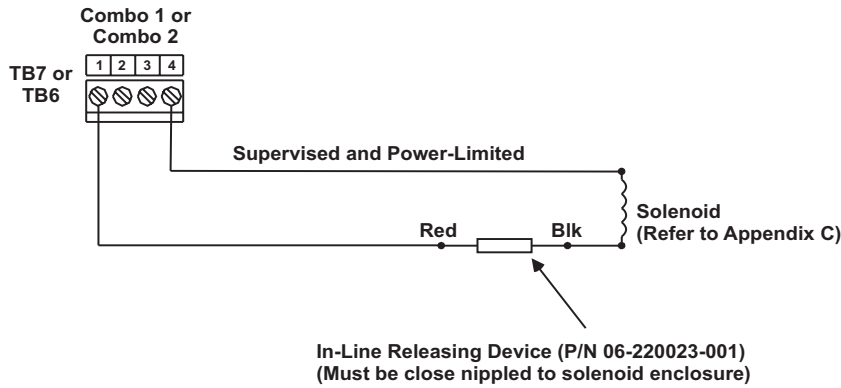 Combo 1 or
Combo 2
TB7 or
TB6
1 2 3 4
Supervised and Power-Limited
Solenoid
(Refer to Appendix C)
Red
Blk
In-Line Releasing Device (P/N 06-220023-001)
(Must be close nippled to solenoid enclosure)